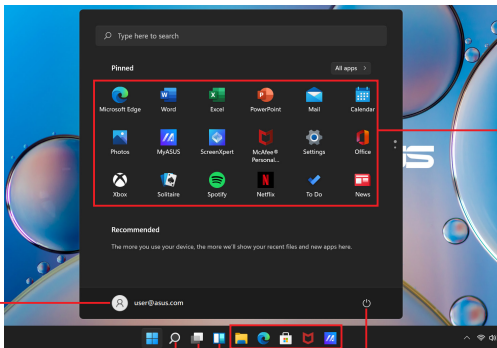 Type here to search
Pinned
All apps >
Microsoft Edge Word Excel PowerPoint Mail Calendar
Photos MyASUS ScreenXpert McAfee® Personal... Settings Office
Xbox Solitaire Spotify Netflix To Do News
Recommended
The more you use your device, the more we'll show your recent files and new apps here.
user@asus.com